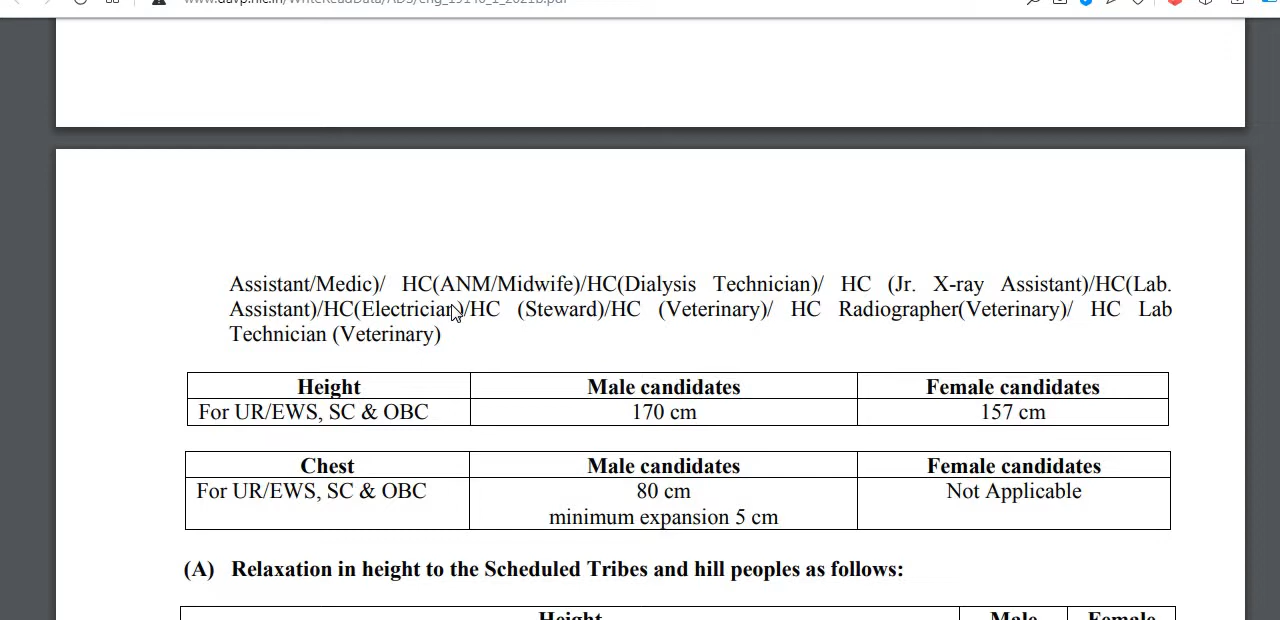 Assistant/Medic)/ HC(ANM/Midwife)/HC(Dialysis Technician)/ HC (Jr. X-ray Assistant)/HC(Lab.
Assistant)/HC(Electrician)/HC (Steward)/HC (Veterinary)/ HC Radiographer(Veterinary)/ HC Lab
Technician (Veterinary)
Height Male candidates Female candidates
For UR/EWS, SC & OBC 170 cm 157 cm
Chest Male candidates Female candidates
For UR/EWS, SC & OBC 80 cm Not Applicable
minimum expansion 5 cm
(A) Relaxation in height to the Scheduled Tribes and hill peoples as follows:
Height Male Female